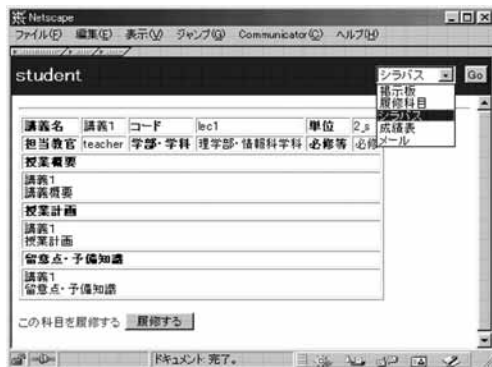 Netscape
ファイル(F) 編集(E) 表示(V) ジャンプ(G) Communicator(C) ヘルプ(H)
student シラバス Go
掲示板
履修科目
シラバス
成績表
メール
講義名 講義1 コード lec1 単位 2_s
担当教官 teacher 学部・学科 理学部・情報科学科 必修等 必修
授業概要
講義1
講義概要
授業計画
講義1
授業計画
留意点・予備知識
講義1
留意点・予備知識
この科目を履修する 履修する
ドキュメント:完了。